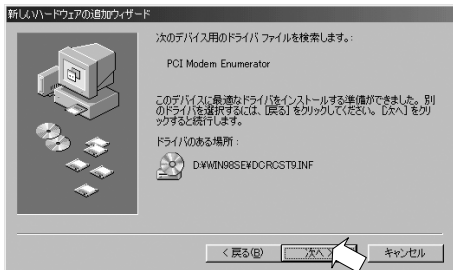 新しいハードウェアの追加ウィザード
次のデバイス用のドライバ ファイルを検索します。:
PCI Modem Enumerator
このデバイスに最適なドライバをインストールする準備ができました。別
のドライバを選択するには、[戻る] をクリックしてください。[次へ] をクリ
ックすると続行します。
ドライバのある場所:
D:¥WIN98SE¥DCRCST9.INF
< 戻る(B)
次へ >
キャンセル